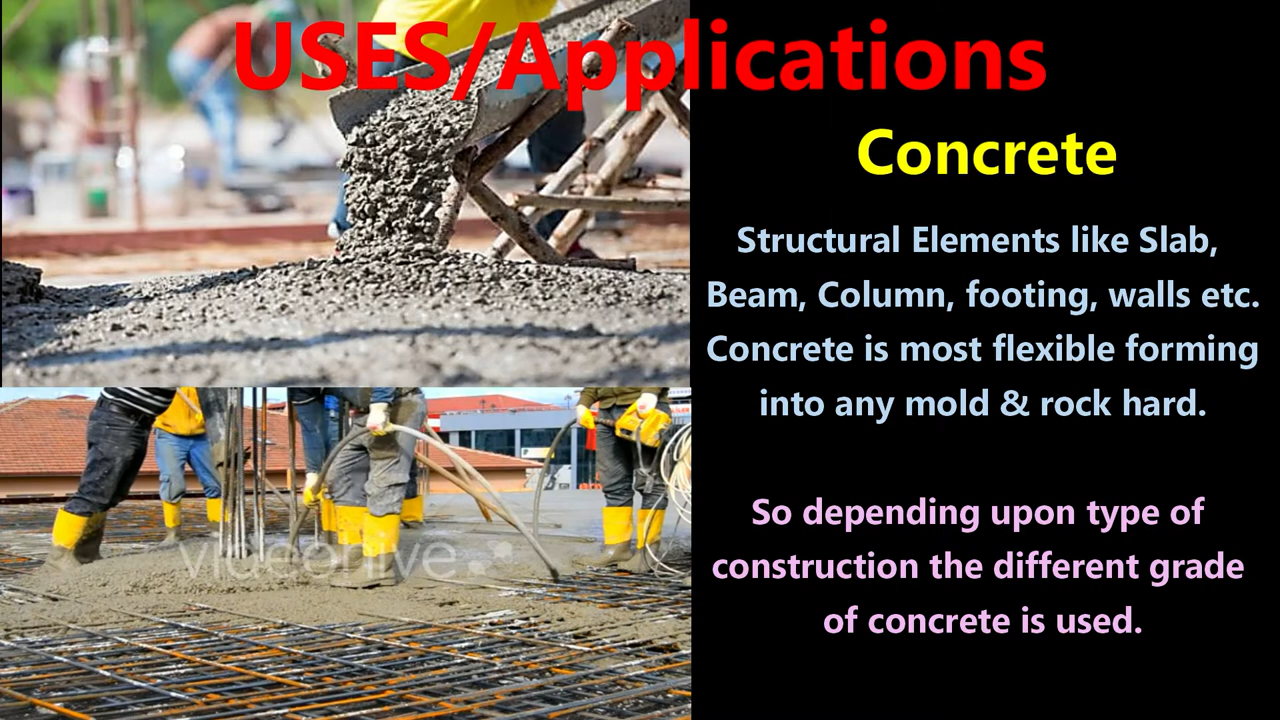 USES/Applications
Concrete
Structural Elements like Slab,
Beam, Column, footing, walls etc.
Concrete is most flexible forming
into any mold & rock hard.
So depending upon type of
construction the different grade
of concrete is used.
videohive